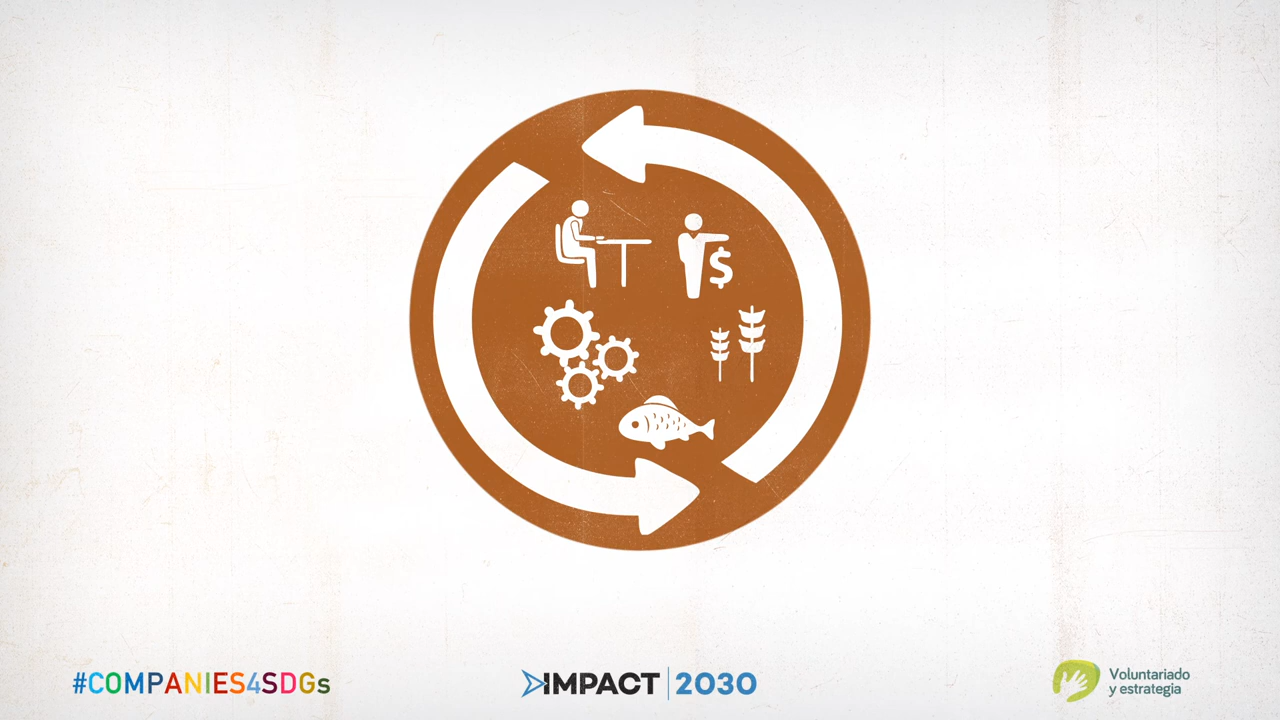 $
#COMPANIES4SDGs
IMPACT 2030
Voluntariado
y estrategia